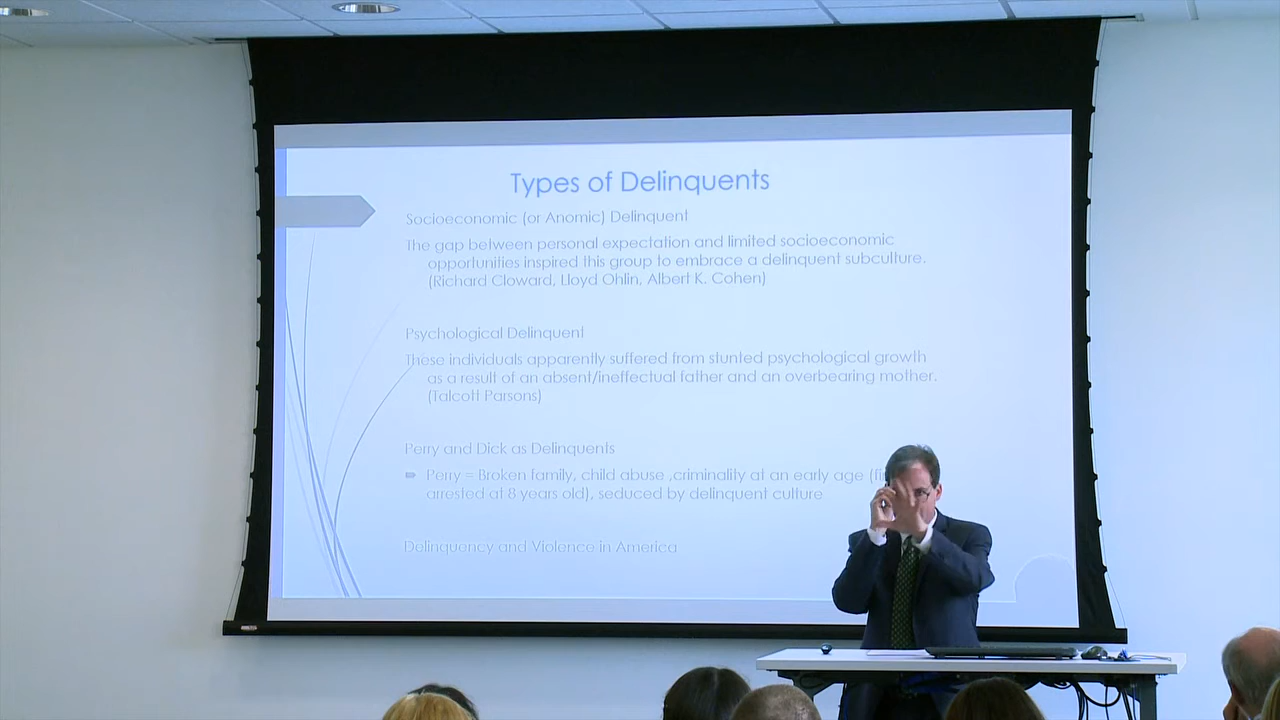 Types of Delinquents
Socioeconomic (or Anomic) Delinquent
The gap between personal expectation and limited socioeconomic
opportunities inspired this group to embrace a delinquent subculture.
(Richard Cloward, Lloyd Ohlin, Albert K. Cohen)
Psychological Delinquent
These individuals apparently suffered from stunted psychological growth
as a result of an absent/ineffectual father and an overbearing mother.
(Talcott Parsons)
Perry and Dick as Delinquents
Perry = Broken family, child abuse ,criminality at an early age
arrested at 8 years old), seduced by delinquent culture
Delinquency and Violence in America